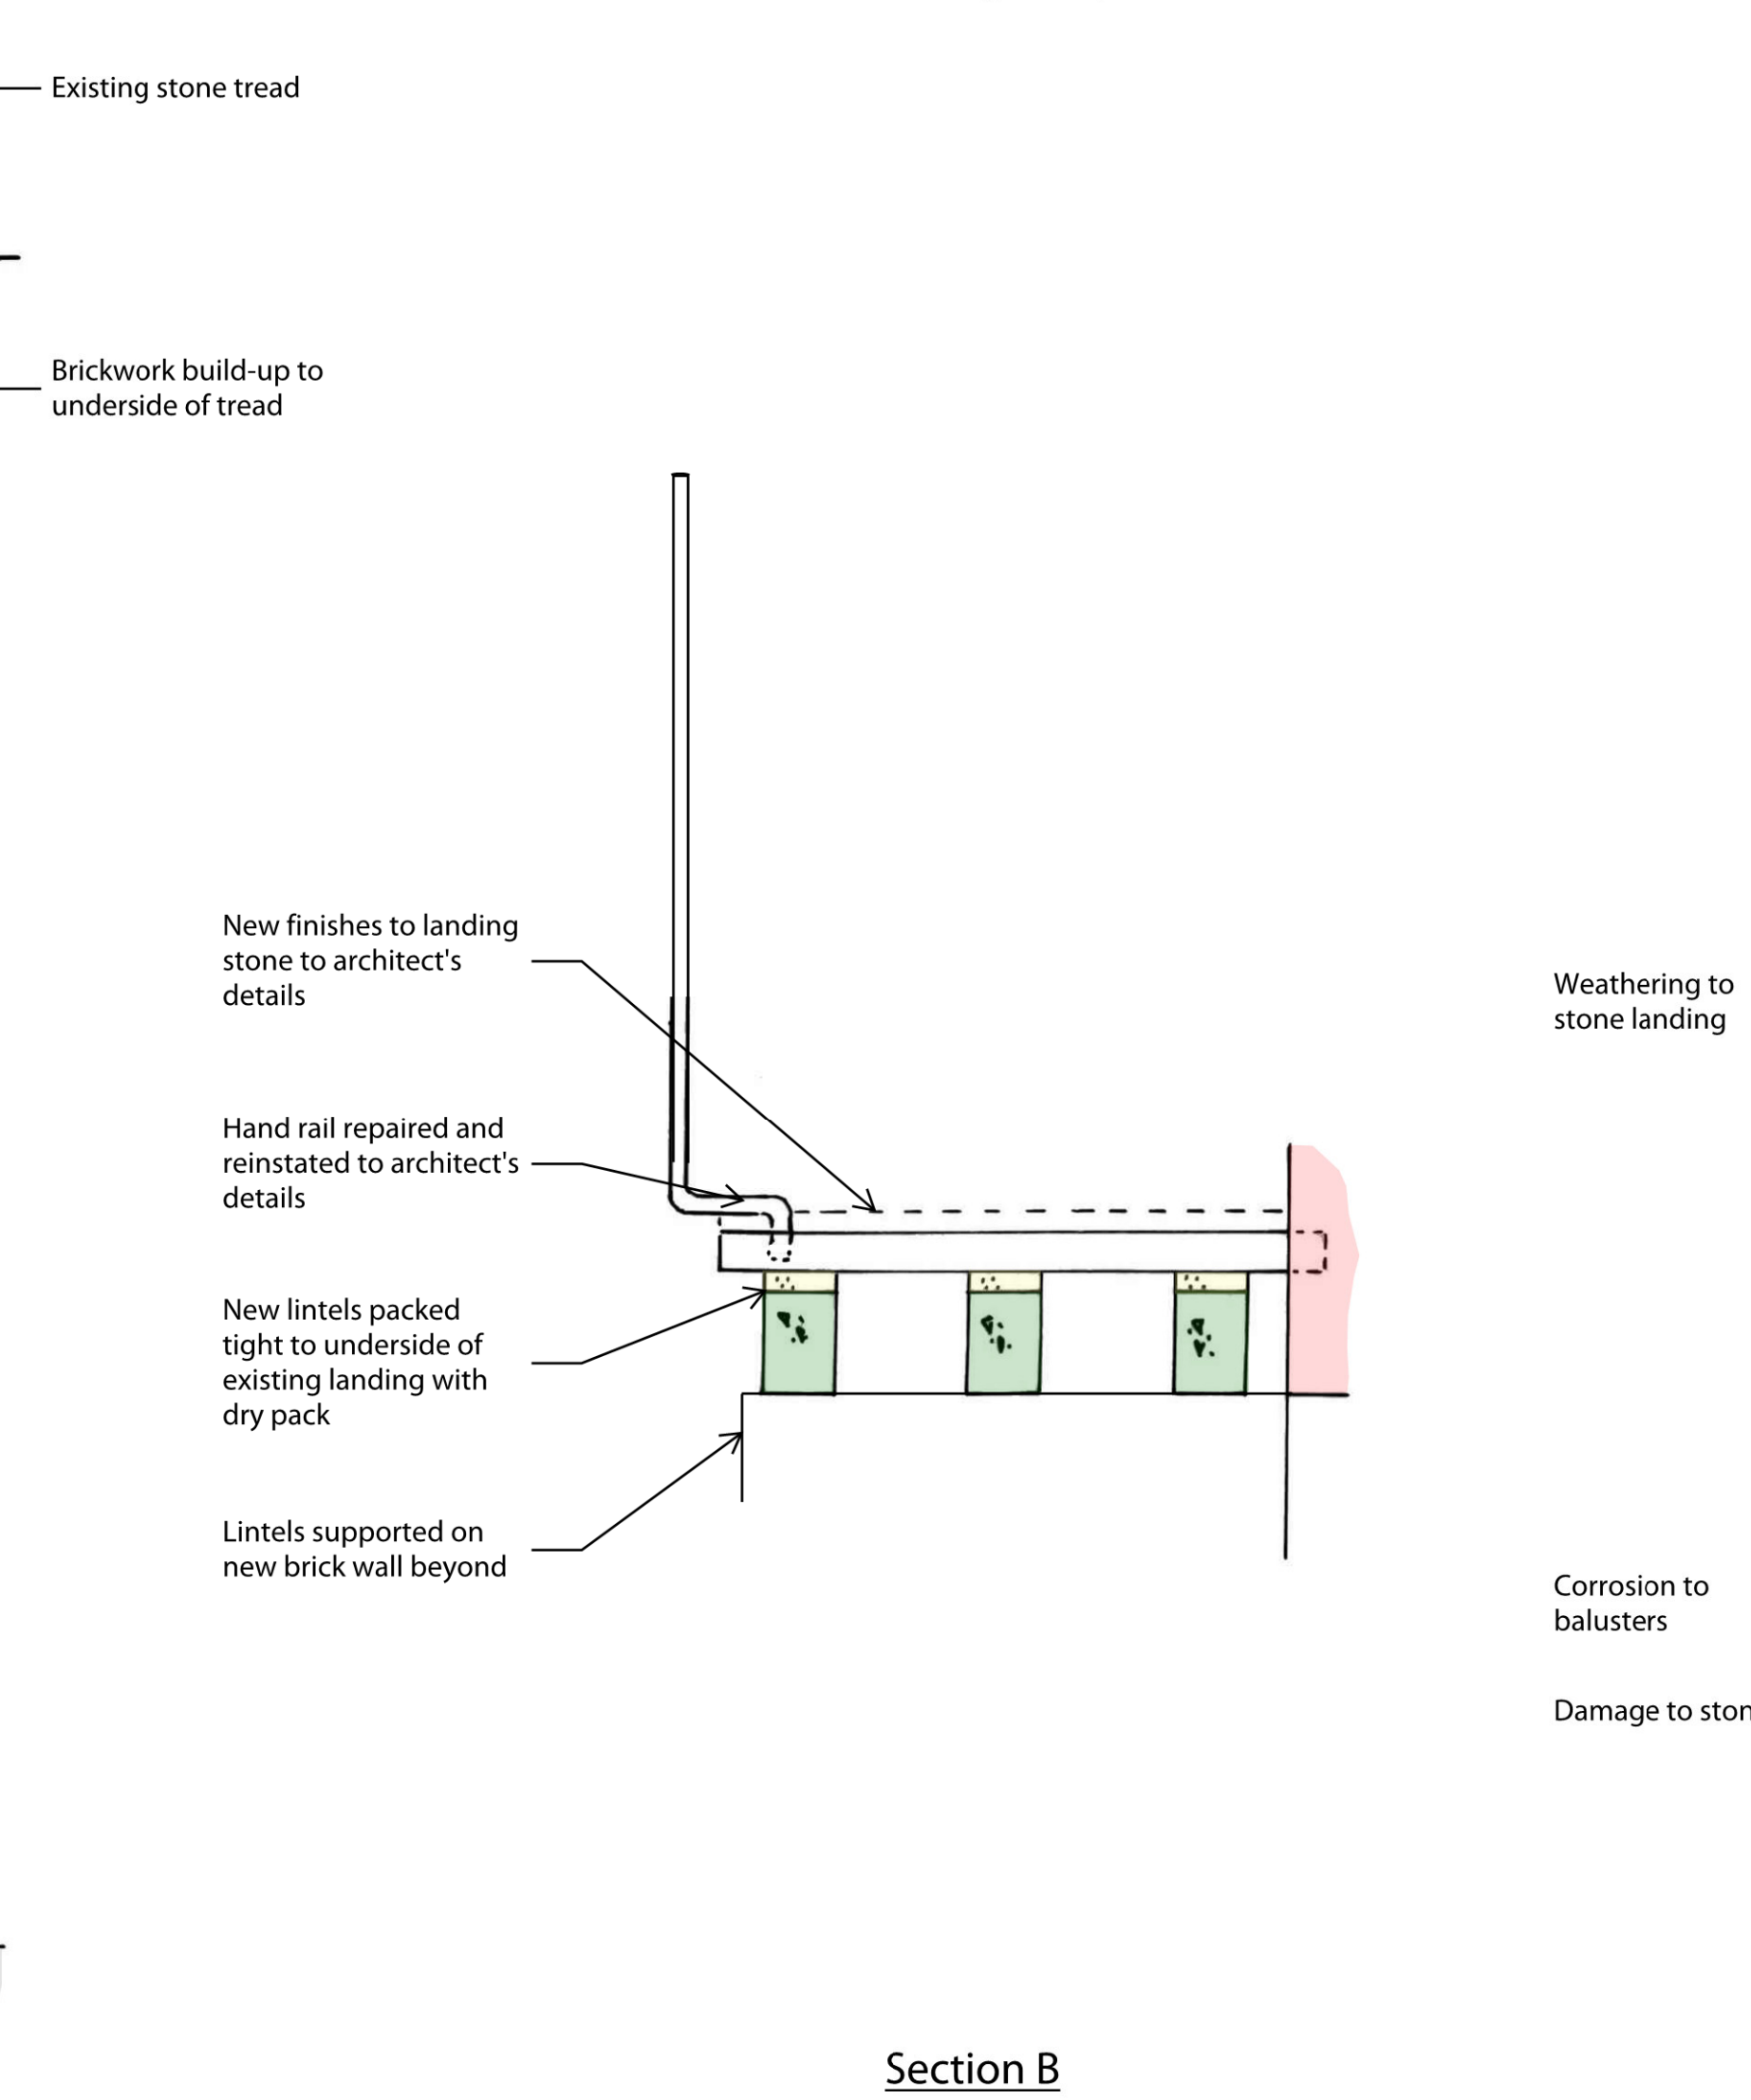 Existing stone tread
Brickwork build-up to
underside of tread
New finishes to landing
stone to architect's
details
Hand rail repaired and
reinstated to architect's
details
New lintels packed
tight to underside of
existing landing with
dry pack
Lintels supported on
new brick wall beyond
Weathering to
stone landing
Corrosion to
balusters
Damage to
Section B